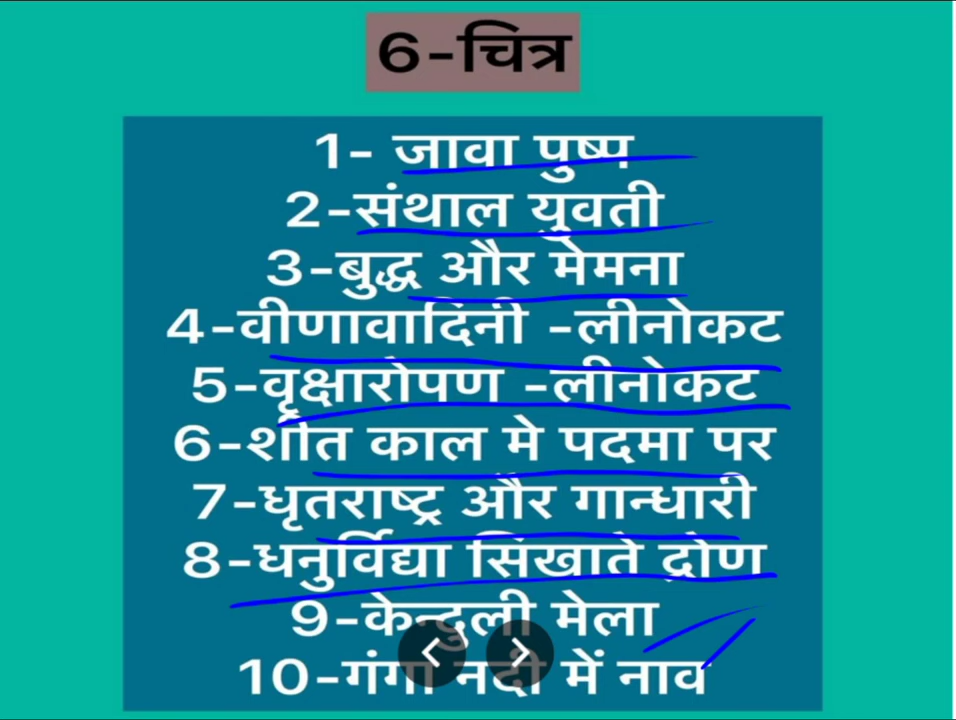 6-चित्र
1- जावा पुष्प
2-संथाल युवती
3-बुद्ध और मेमना
4-वीणावादिनी -लीनोकट
5-वृक्षारोपण -लीनोकट
6-शीत काल मे पदमा पर
7-धृतराष्ट्र और गान्धारी
8-धनुर्विद्या सिखाते द्रोण
9-केन्दुली मेला
10-गंगा नदी में नाव